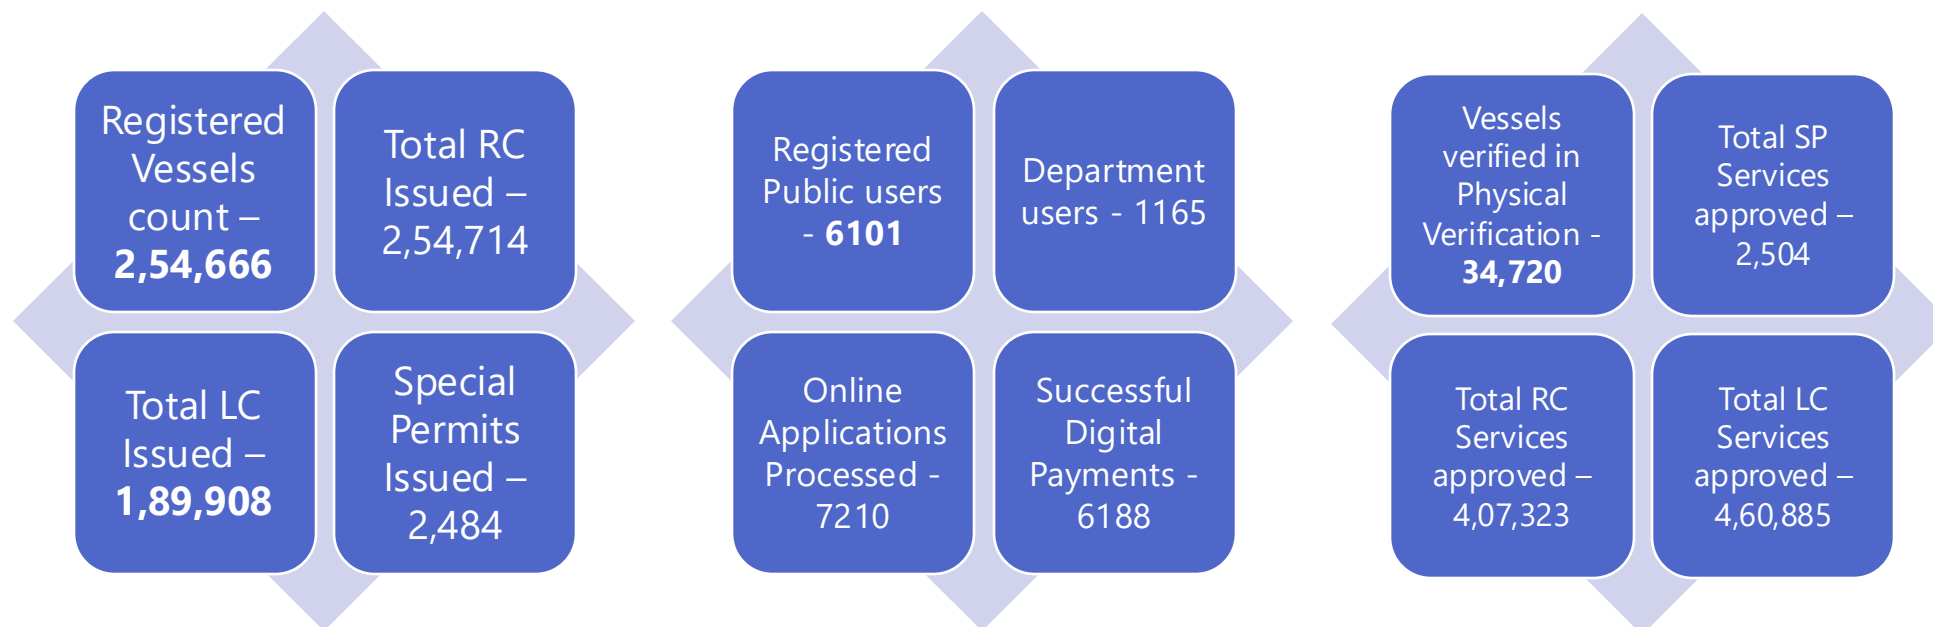 Registered
Vessels
count –
2,54,666
Total RC
Issued –
2,54,714
Total LC
Issued –
1,89,908
Special
Permits
Issued –
2,484
Registered
Public users
- 6101
Department
users - 1165
Online
Applications
Processed -
7210
Successful
Digital
Payments -
6188
Vessels
verified in
Physical
Verification -
34,720
Total SP
Services
approved –
2,504
Total RC
Services
approved –
4,07,323
Total LC
Services
approved –
4,60,885